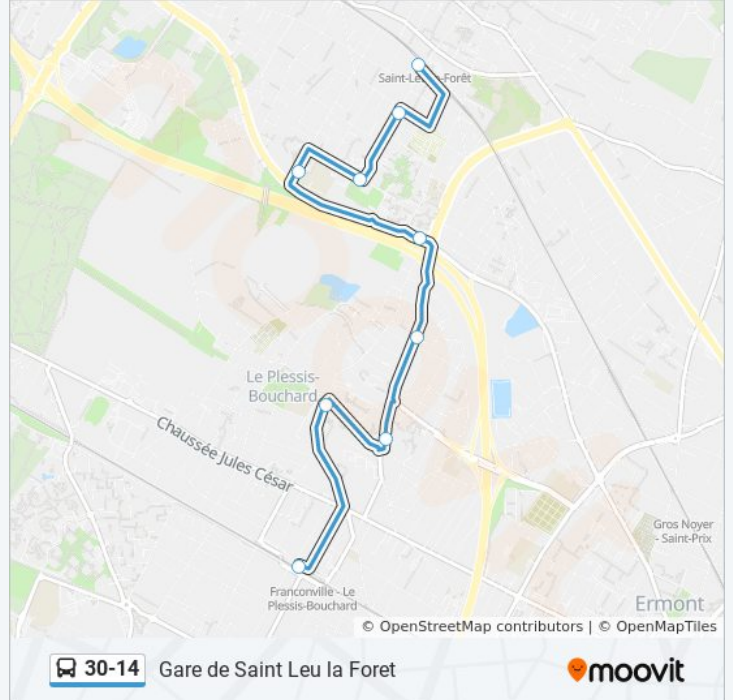 Saint-Le
-Forêt
Le Plessis-
Bouchard
Chaussée Jules César
Gros Noyer
- Saint-Prix
Franconville - Le
Plessis-Bouchard
Ermont
© OpenStreetMap contributors | © OpenMapTiles
30-14 Gare de Saint Leu la Foret
moovit